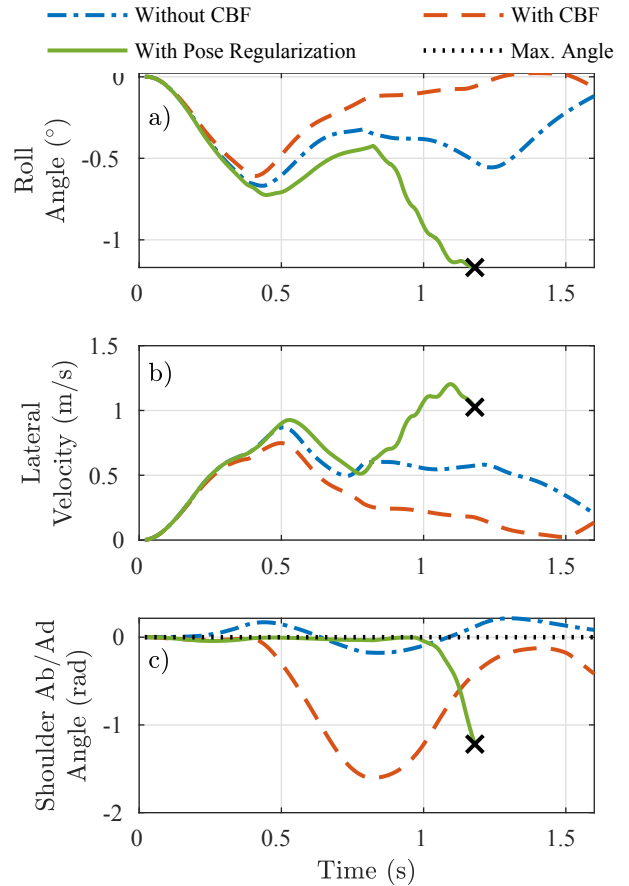 Without CBF
With CBF
With Pose Regularization
Max. Angle
a)
Roll
Angle (°)
0
-0.5
-1
0
0.5
1
1.5
b)
Lateral
Velocity (m/s)
1.5
1
0.5
0
0
0.5
1
1.5
c)
Shoulder Ab/Ad
Angle (rad)
0
-1
-2
0
0.5
1
1.5
Time (s)